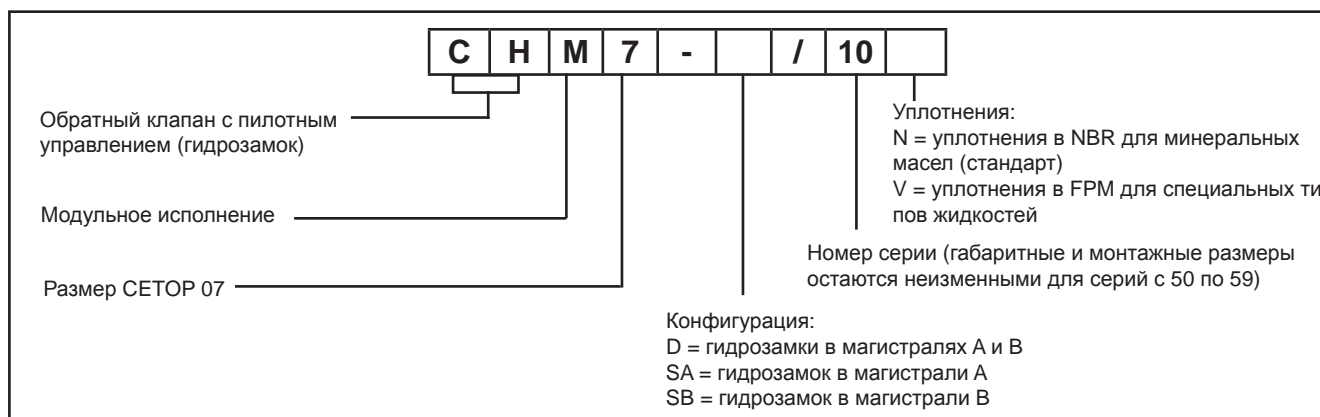 C H M 7 - / 10
Обратный клапан с пилотным
управлением (гидрозамок)
Модульное исполнение
Размер CETOP 07
Уплотнения:
N = уплотнения в NBR для минеральных
масел (стандарт)
V = уплотнения в FPM для специальных ти
пов жидкостей
Номер серии (габаритные и монтажные размеры
остаются неизменными для серий с 50 по 59)
Конфигурация:
D = гидрозамки в магистралях А и В
SA = гидрозамок в магистрали А
SB = гидрозамок в магистрали В